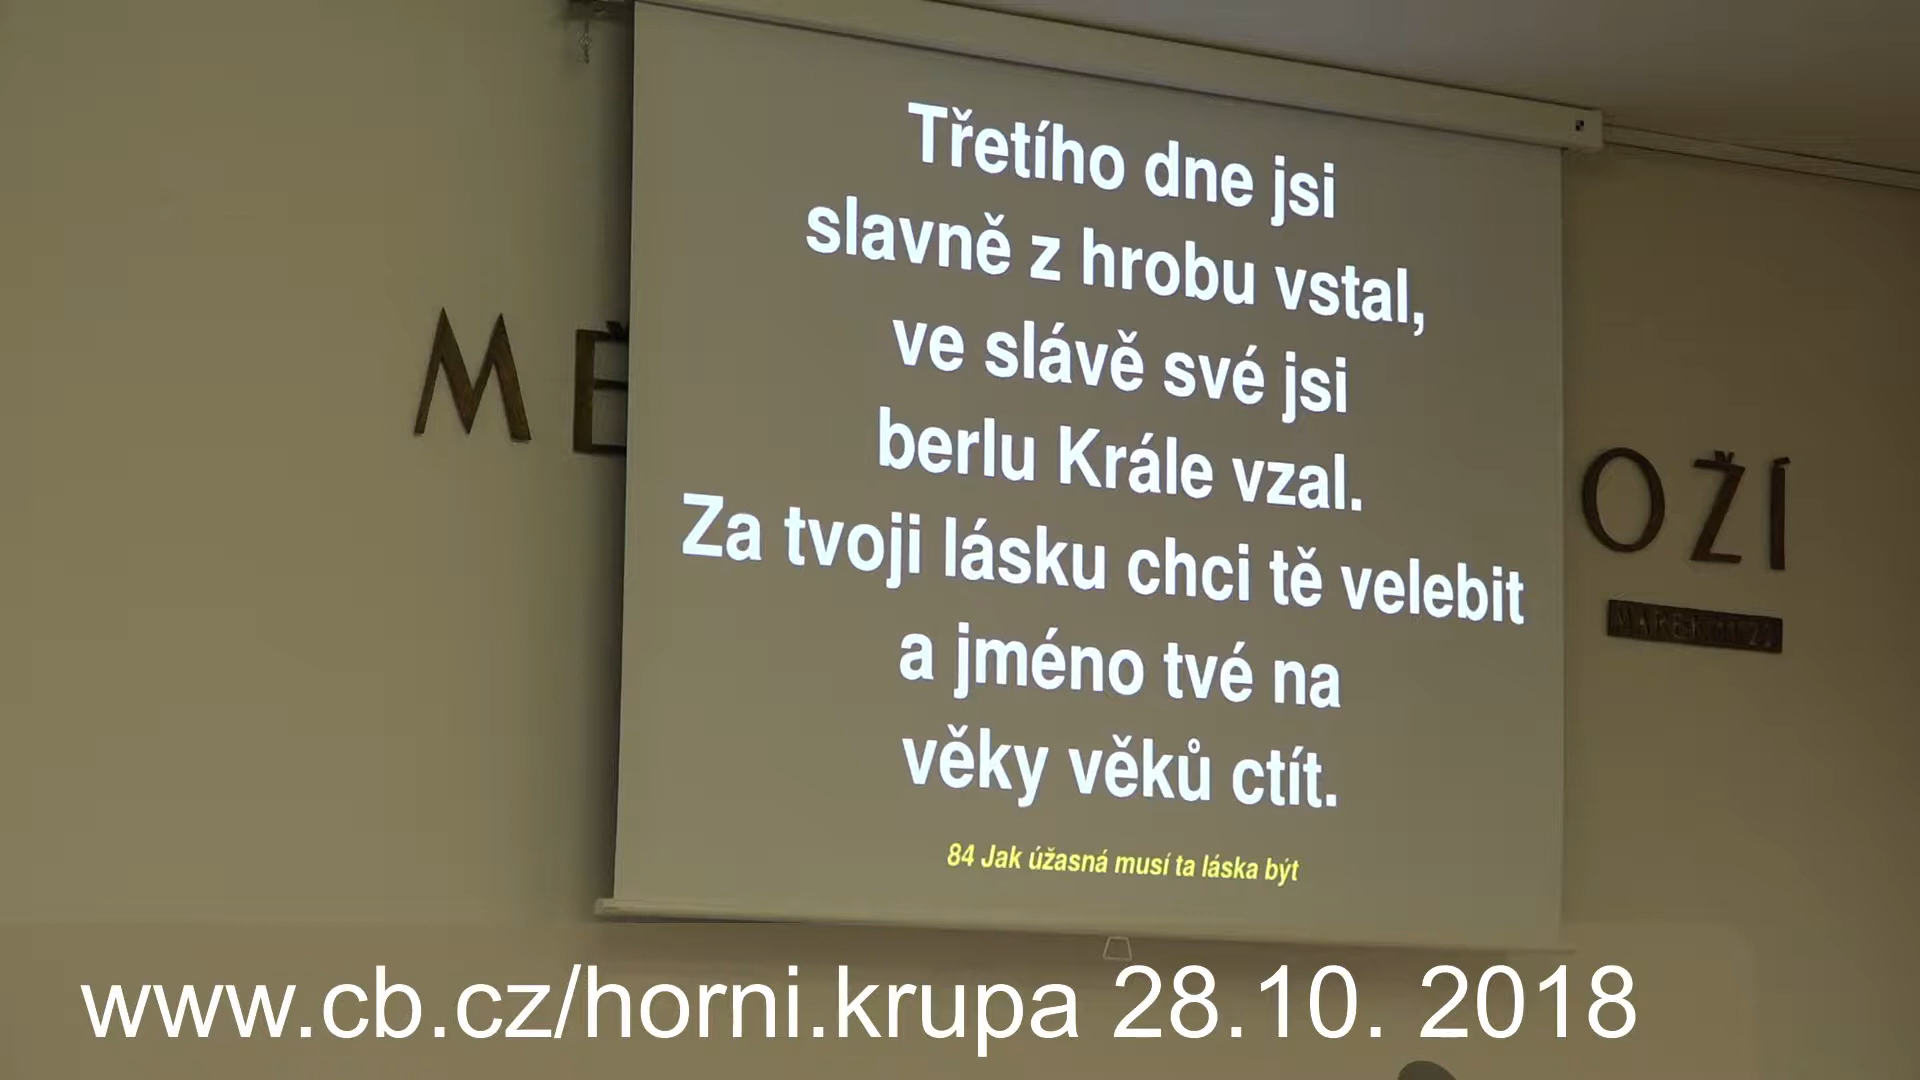 Třetího dne jsi
slavně z hrobu vstal,
ve slávě své jsi
berlu Krále vzal.
Za tvoji lásku chci tě velebit
a jméno tvé na
věky věků ctít.
84 Jak úžasná musí ta láska být
MĚ
OŽÍ
www.cb.cz/horni.krupa 28.10. 2018